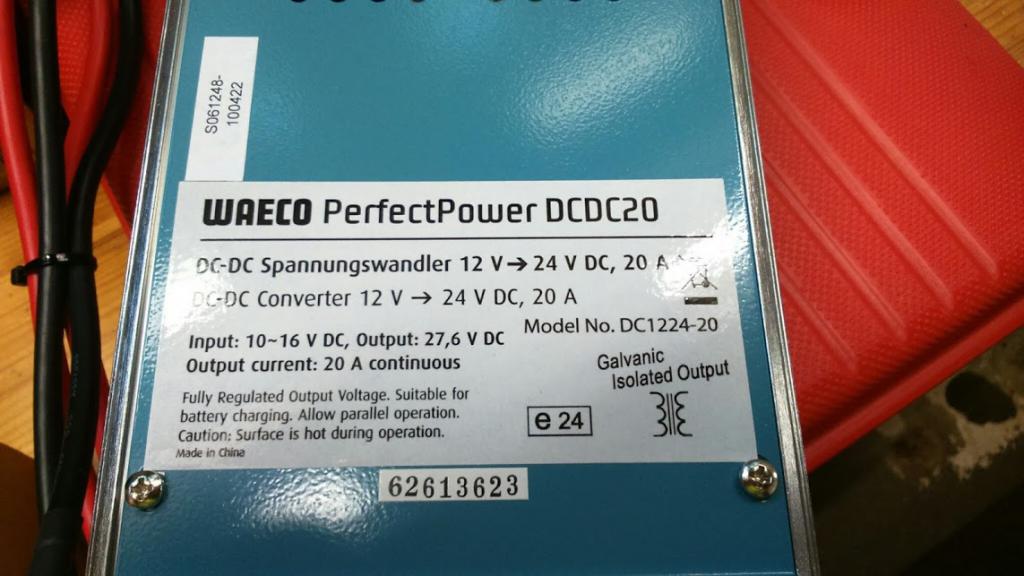 S061248-
100422
WAECO PerfectPower DCDC20
DC-DC Spannungswandler 12 V → 24 V DC, 20 A
DC-DC Converter 12 V → 24 V DC, 20 A
Model No. DC1224-20
Input: 10~16 V DC, Output: 27,6 V DC
Output current: 20 A continuous
Galvanic
Isolated Output
Fully Regulated Output Voltage. Suitable for
battery charging. Allow parallel operation.
Caution: Surface is hot during operation.
Made in China
e 24
62613623